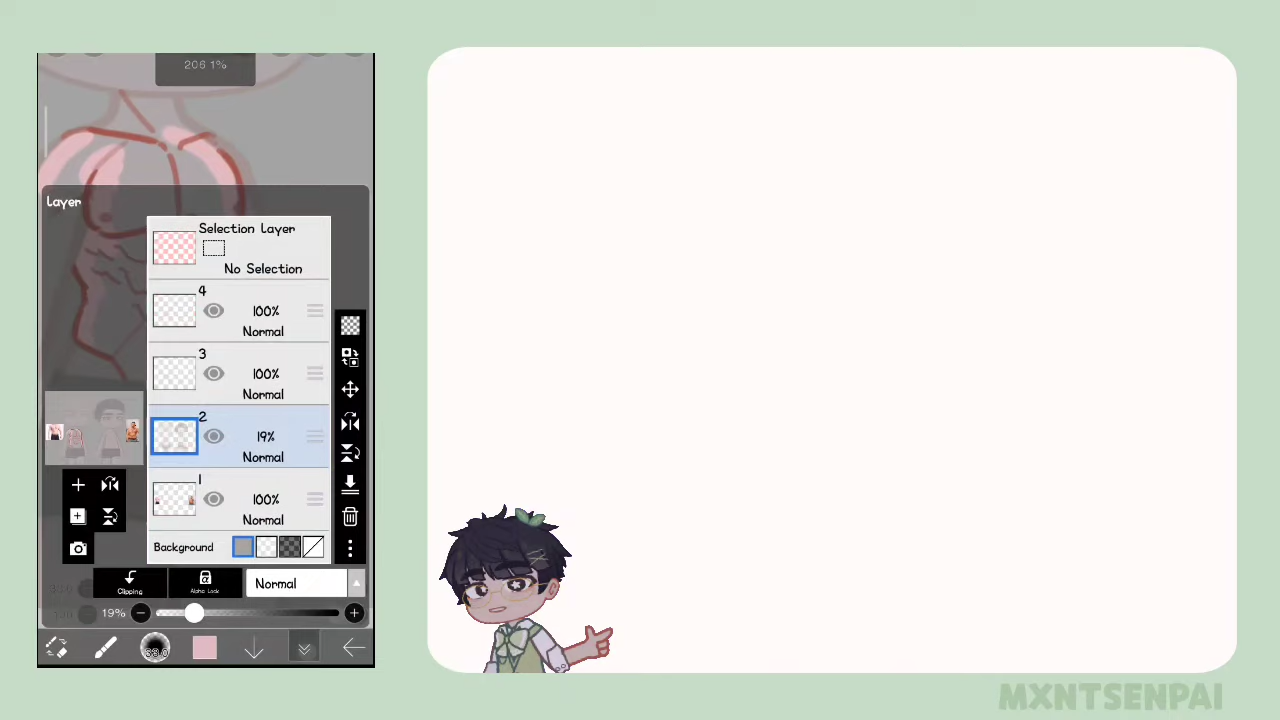 206.1%
Layer
Selection Layer
No Selection
4
100%
Normal
3
100%
Normal
2
19%
Normal
1
100%
Normal
Background
Clipping
Alpha Lock
Normal
19%
MXNTSENPAI